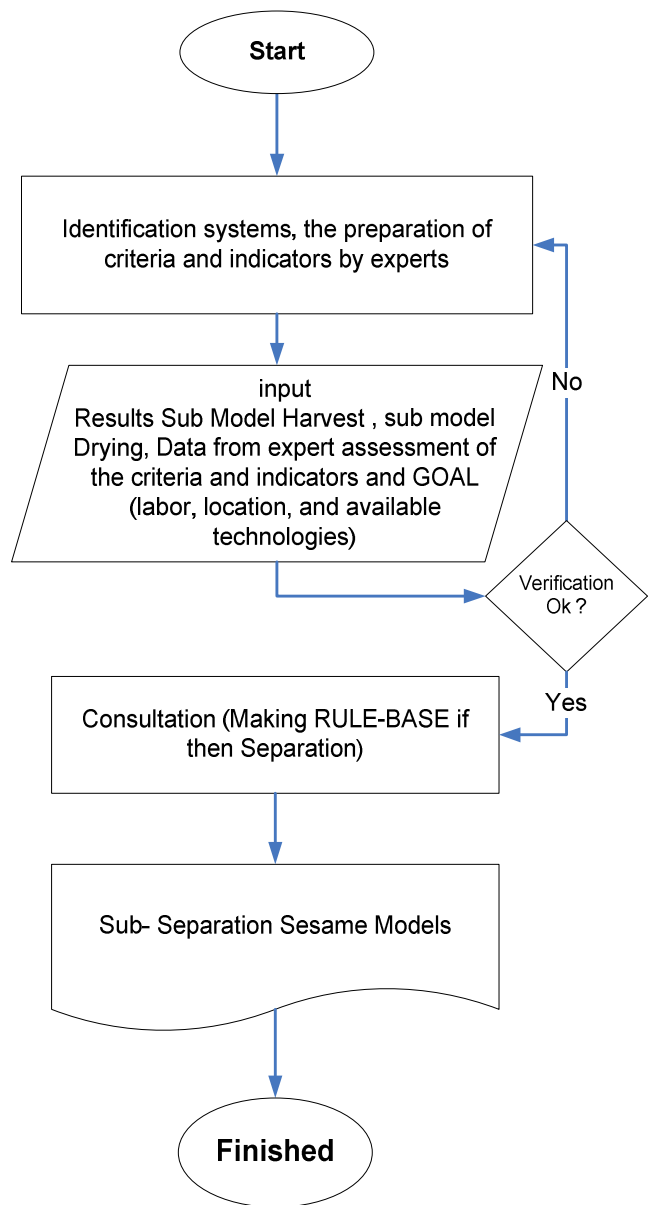 Start
Identification systems, the preparation of
criteria and indicators by experts
input
Results Sub Model Harvest , sub model
Drying, Data from expert assessment of
the criteria and indicators and GOAL
(labor, location, and available
technologies)
No
Verification
Ok ?
Yes
Consultation (Making RULE-BASE if
then Separation)
Sub- Separation Sesame Models
Finished